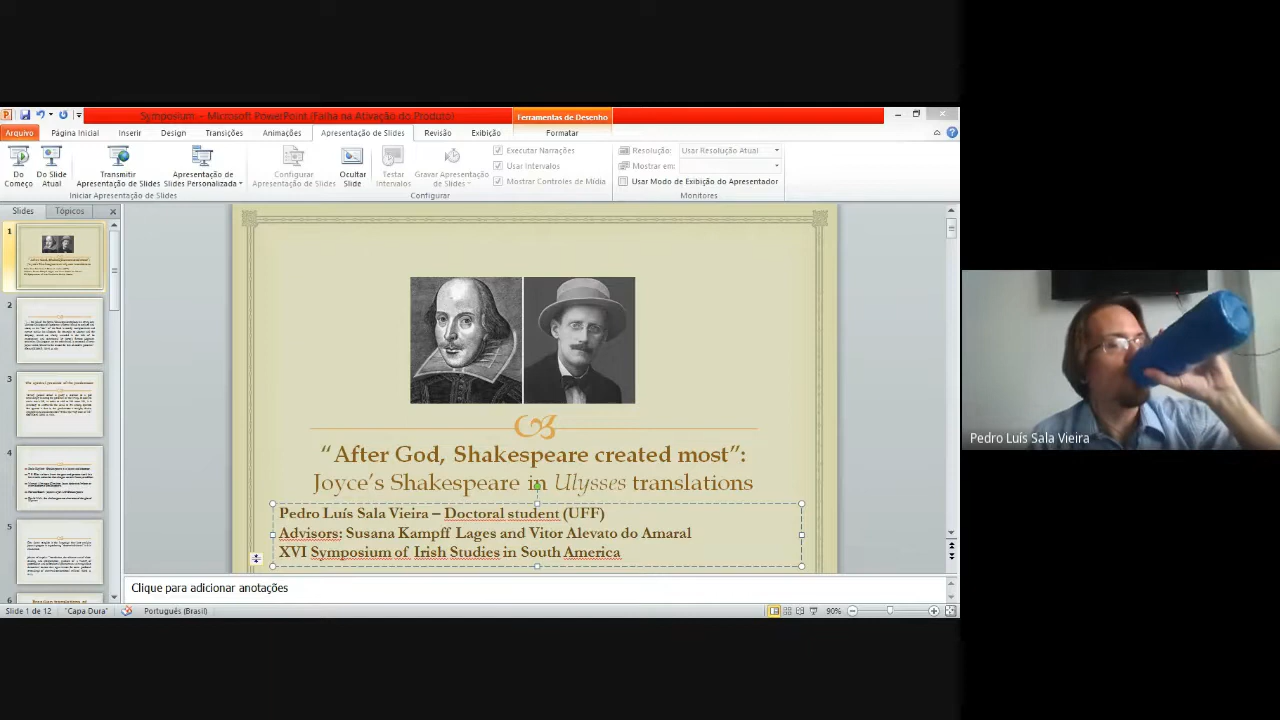 Symposium - Microsoft PowerPoint (Falha na Ativação do Produto)
Ferramentas de Desenho
Arquivo Página Inicial Inserir Design Transições Animações Apresentação de Slides Revisão Exibição Formatar
Do Começo
Do Slide Atual
Transmitir Apresentação de Slides
Apresentação de Slides Personalizada
Iniciar Apresentação de Slides
Configurar Apresentação de Slides
Ocultar Slide
Testar Intervalos
Gravar Apresentação de Slides
Executar Narrações
Usar Intervalos
Mostrar Controles de Mídia
Configurar
Resolução: Usar Resolução Atual
Mostrar em:
Usar Modo de Exibição do Apresentador
Monitores
Slides Tópicos
1
2
3
4
5
6
“After God, Shakespeare created most”:
Joyce’s Shakespeare in Ulysses translations
Pedro Luís Sala Vieira – Doctoral student (UFF)
Advisors: Susana Kampff Lages and Vitor Alevato do Amaral
XVI Symposium of Irish Studies in South America
Clique para adicionar anotações
Slide 1 de 12 "Capa Dura" Português (Brasil) 90%
Pedro Luís Sala Vieira